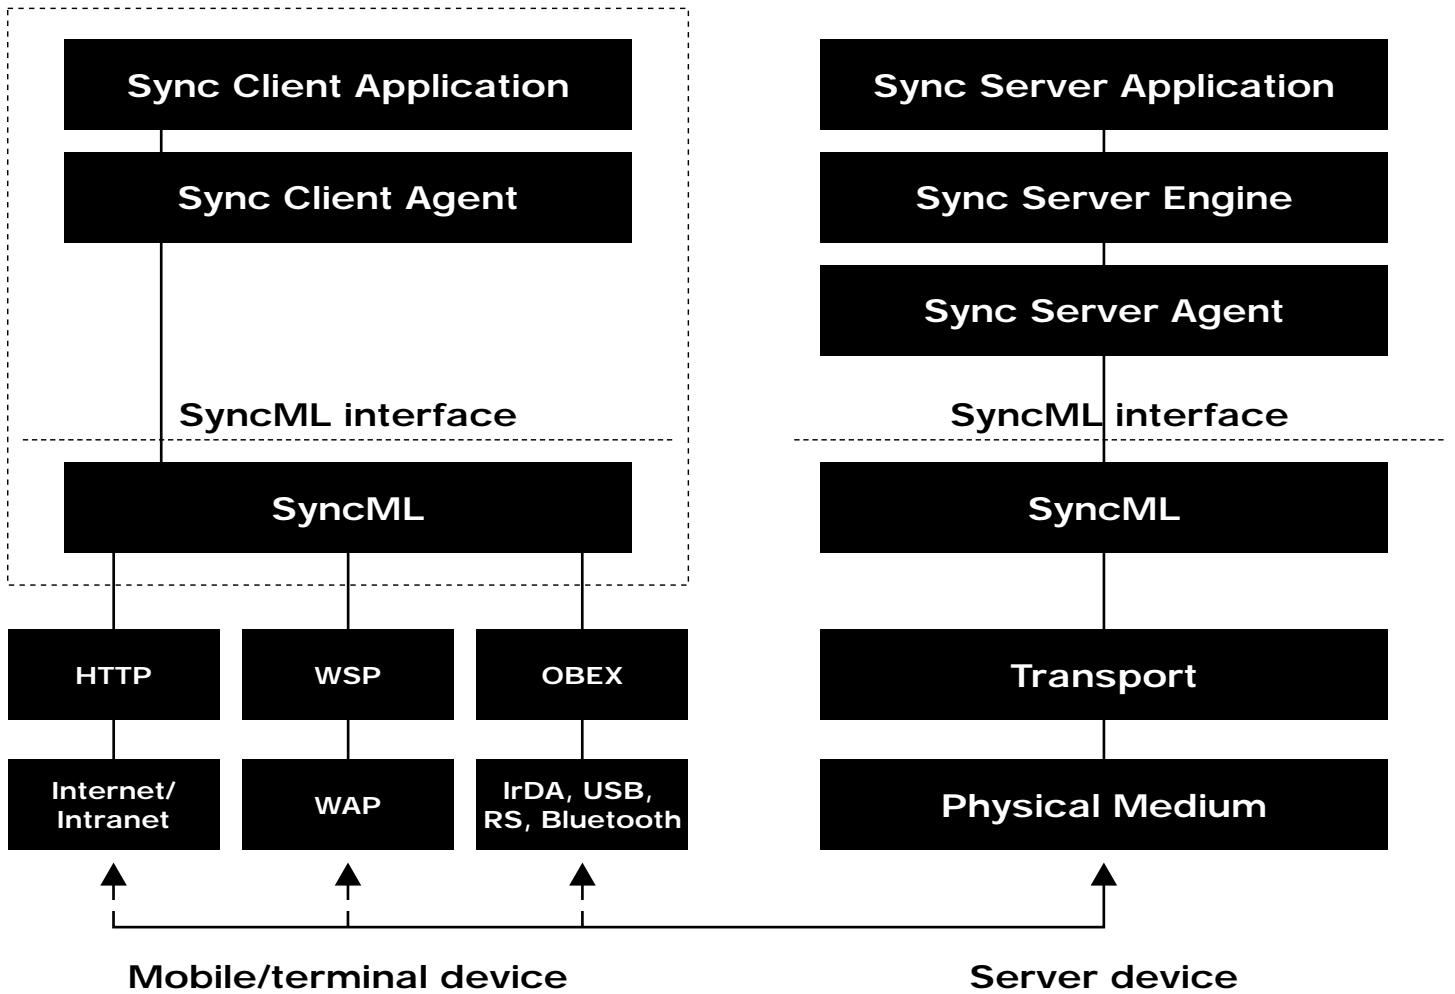 Sync Client Application
Sync Client Agent
SyncML interface
SyncML
HTTP
WSP
OBEX
Internet/
Intranet
WAP
IrDA, USB,
RS, Bluetooth
Mobile/terminal device
Sync Server Application
Sync Server Engine
Sync Server Agent
SyncML interface
SyncML
Transport
Physical Medium
Server device